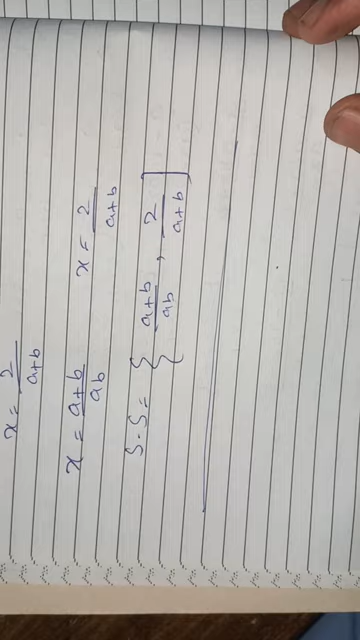 x = 2/(a+b)
x = (a+b)/ab x = 2/(a+b)
S.S = { (a+b)/ab , 2/(a+b) ]